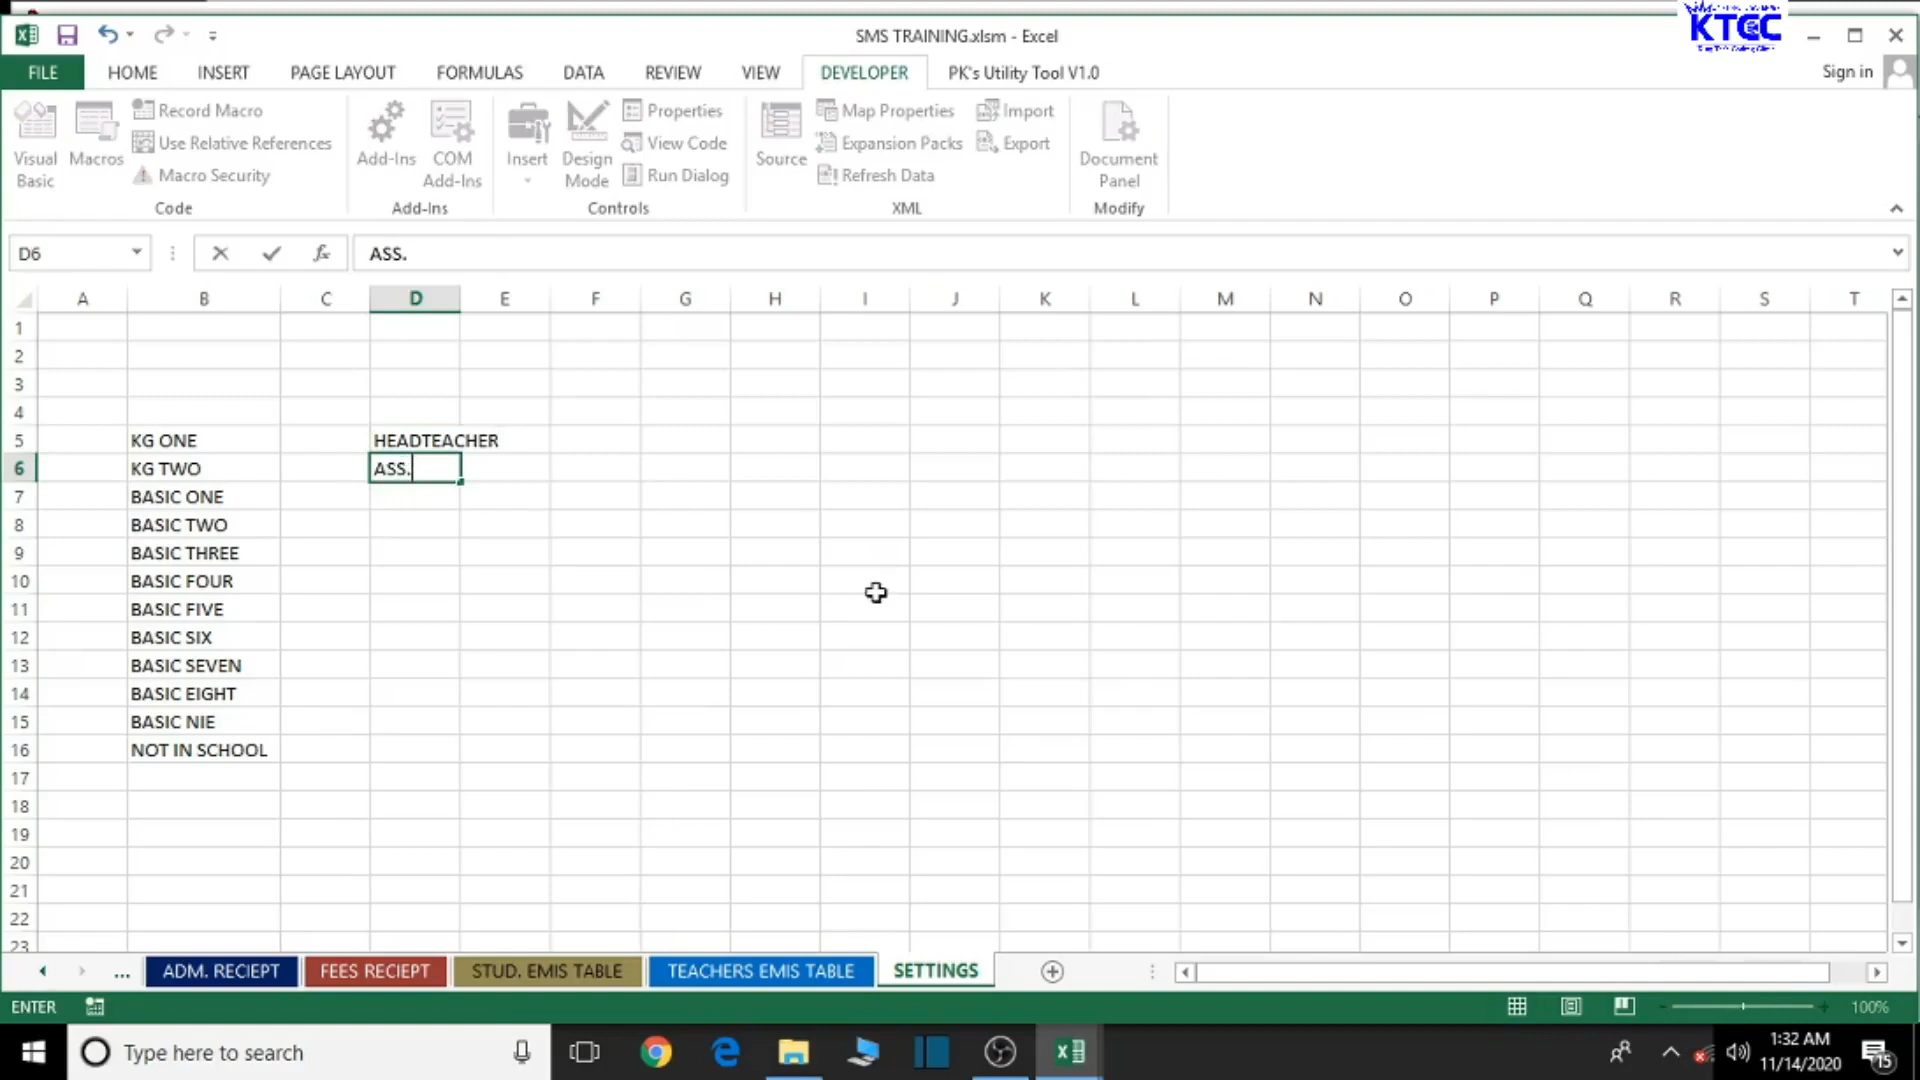 KTCC
SMS TRAINING.xlsm - Excel
FILE HOME INSERT PAGE LAYOUT FORMULAS DATA REVIEW VIEW DEVELOPER PK's Utility Tool V1.0 Sign in
Visual Basic
Macros
Record Macro
Use Relative References
Macro Security
Code
Add-Ins
COM Add-Ins
Add-Ins
Insert
Design Mode
Properties
View Code
Run Dialog
Controls
Source
Map Properties
Expansion Packs
Refresh Data
Import
Export
XML
Document Panel
Modify
D6 fx ASS.
A B C D E F G H I J K L M N O P Q R S T
1
2
3
4
5 KG ONE HEADTEACHER
6 KG TWO ASS.
7 BASIC ONE
8 BASIC TWO
9 BASIC THREE
10 BASIC FOUR
11 BASIC FIVE
12 BASIC SIX
13 BASIC SEVEN
14 BASIC EIGHT
15 BASIC NIE
16 NOT IN SCHOOL
17
18
19
20
21
22
23
... ADM. RECIEPT FEES RECIEPT STUD. EMIS TABLE TEACHERS EMIS TABLE SETTINGS
ENTER 100%
Type here to search
1:32 AM
11/14/2020
15